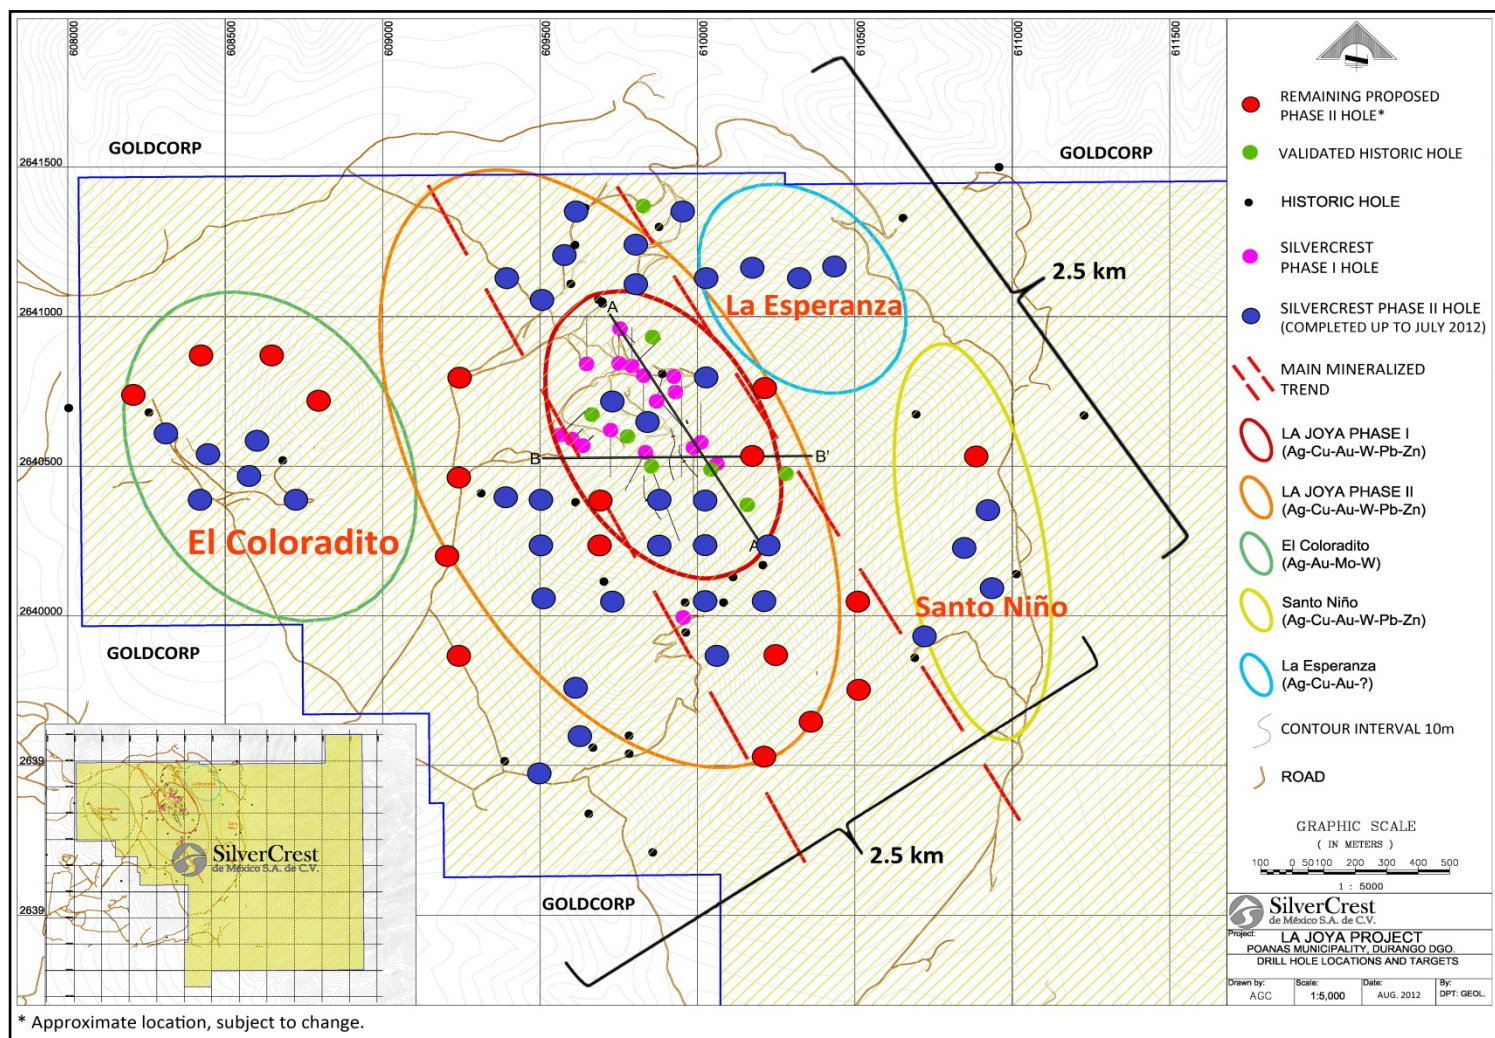 608000
608500
609000
609500
610000
610500
611000
611500
GOLDCORP
GOLDCORP
2641500
2641000
2640500
2640000
2639
2639
2.5 km
La Esperanza
A
A
B
B'
El Coloradito
Santo Niño
GOLDCORP
2.5 km
GOLDCORP
SilverCrest
de México S.A. de C.V.
REMAINING PROPOSED
PHASE II HOLE*
VALIDATED HISTORIC HOLE
HISTORIC HOLE
SILVERCREST
PHASE I HOLE
SILVERCREST PHASE II HOLE
(COMPLETED UP TO JULY 2012)
MAIN MINERALIZED
TREND
LA JOYA PHASE I
(Ag-Cu-Au-W-Pb-Zn)
LA JOYA PHASE II
(Ag-Cu-Au-W-Pb-Zn)
El Coloradito
(Ag-Au-Mo-W)
Santo Niño
(Ag-Cu-Au-W-Pb-Zn)
La Esperanza
(Ag-Cu-Au-?)
CONTOUR INTERVAL 10m
ROAD
GRAPHIC SCALE
( IN METERS )
100 0 50 100 200 300 400 500
1 : 5000
SilverCrest
de México S.A. de C.V.
Project: LA JOYA PROJECT
POANAS MUNICIPALITY, DURANGO DGO.
DRILL HOLE LOCATIONS AND TARGETS
Drawn by: Scale: Date: By:
AGC 1:5,000 AUG. 2012 DPT: GEOL.
* Approximate location, subject to change.